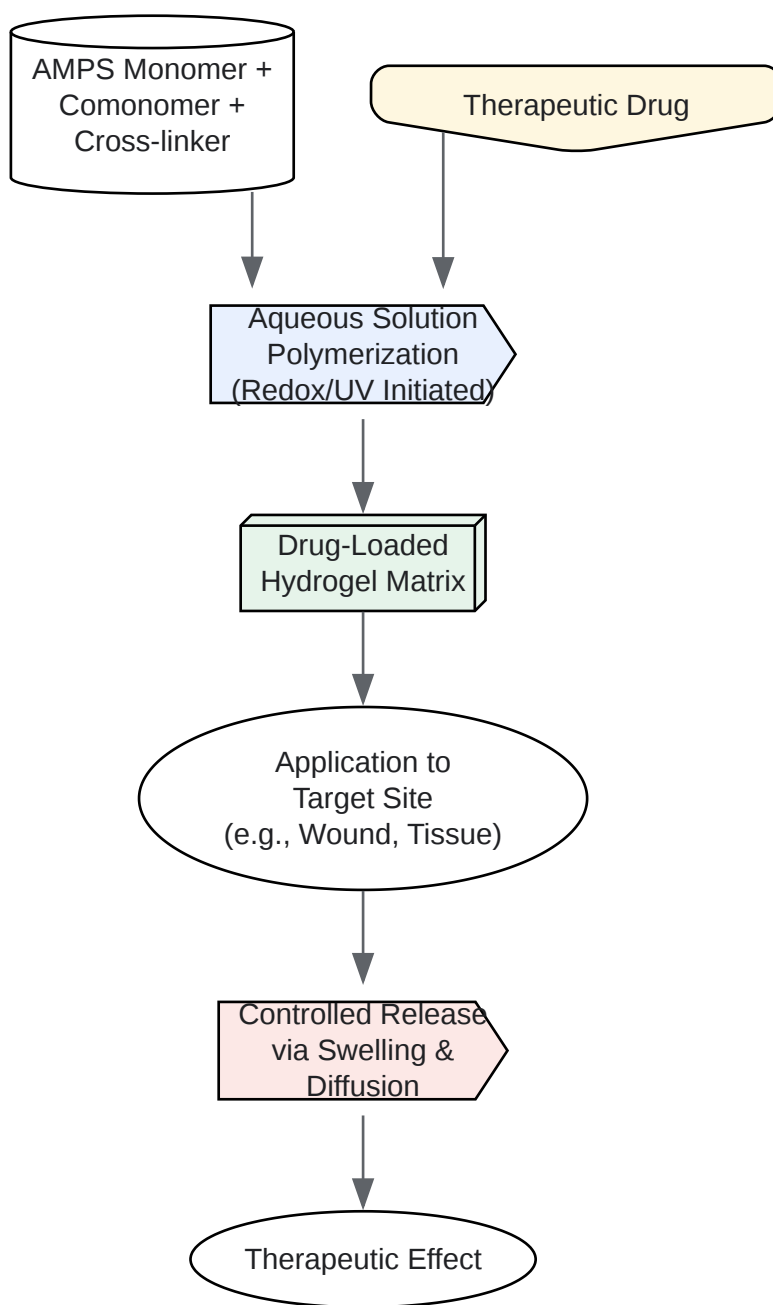 AMPS Monomer +
Comonomer +
Cross-linker
Therapeutic Drug
Aqueous Solution
Polymerization
(Redox/UV Initiated)
Drug-Loaded
Hydrogel Matrix
Application to
Target Site
(e.g., Wound, Tissue)
Controlled Release
via Swelling &
Diffusion
Therapeutic Effect